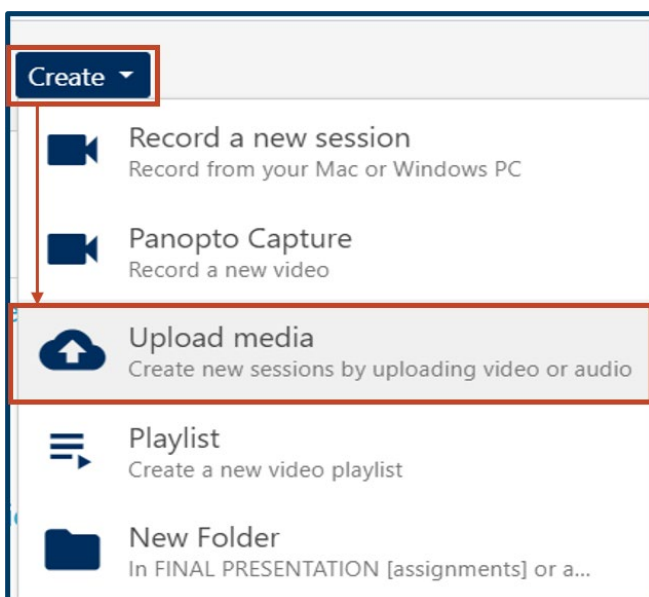 Create
Record a new session
Record from your Mac or Windows PC
Panopto Capture
Record a new video
Upload media
Create new sessions by uploading video or audio
Playlist
Create a new video playlist
New Folder
In FINAL PRESENTATION [assignments] or a...